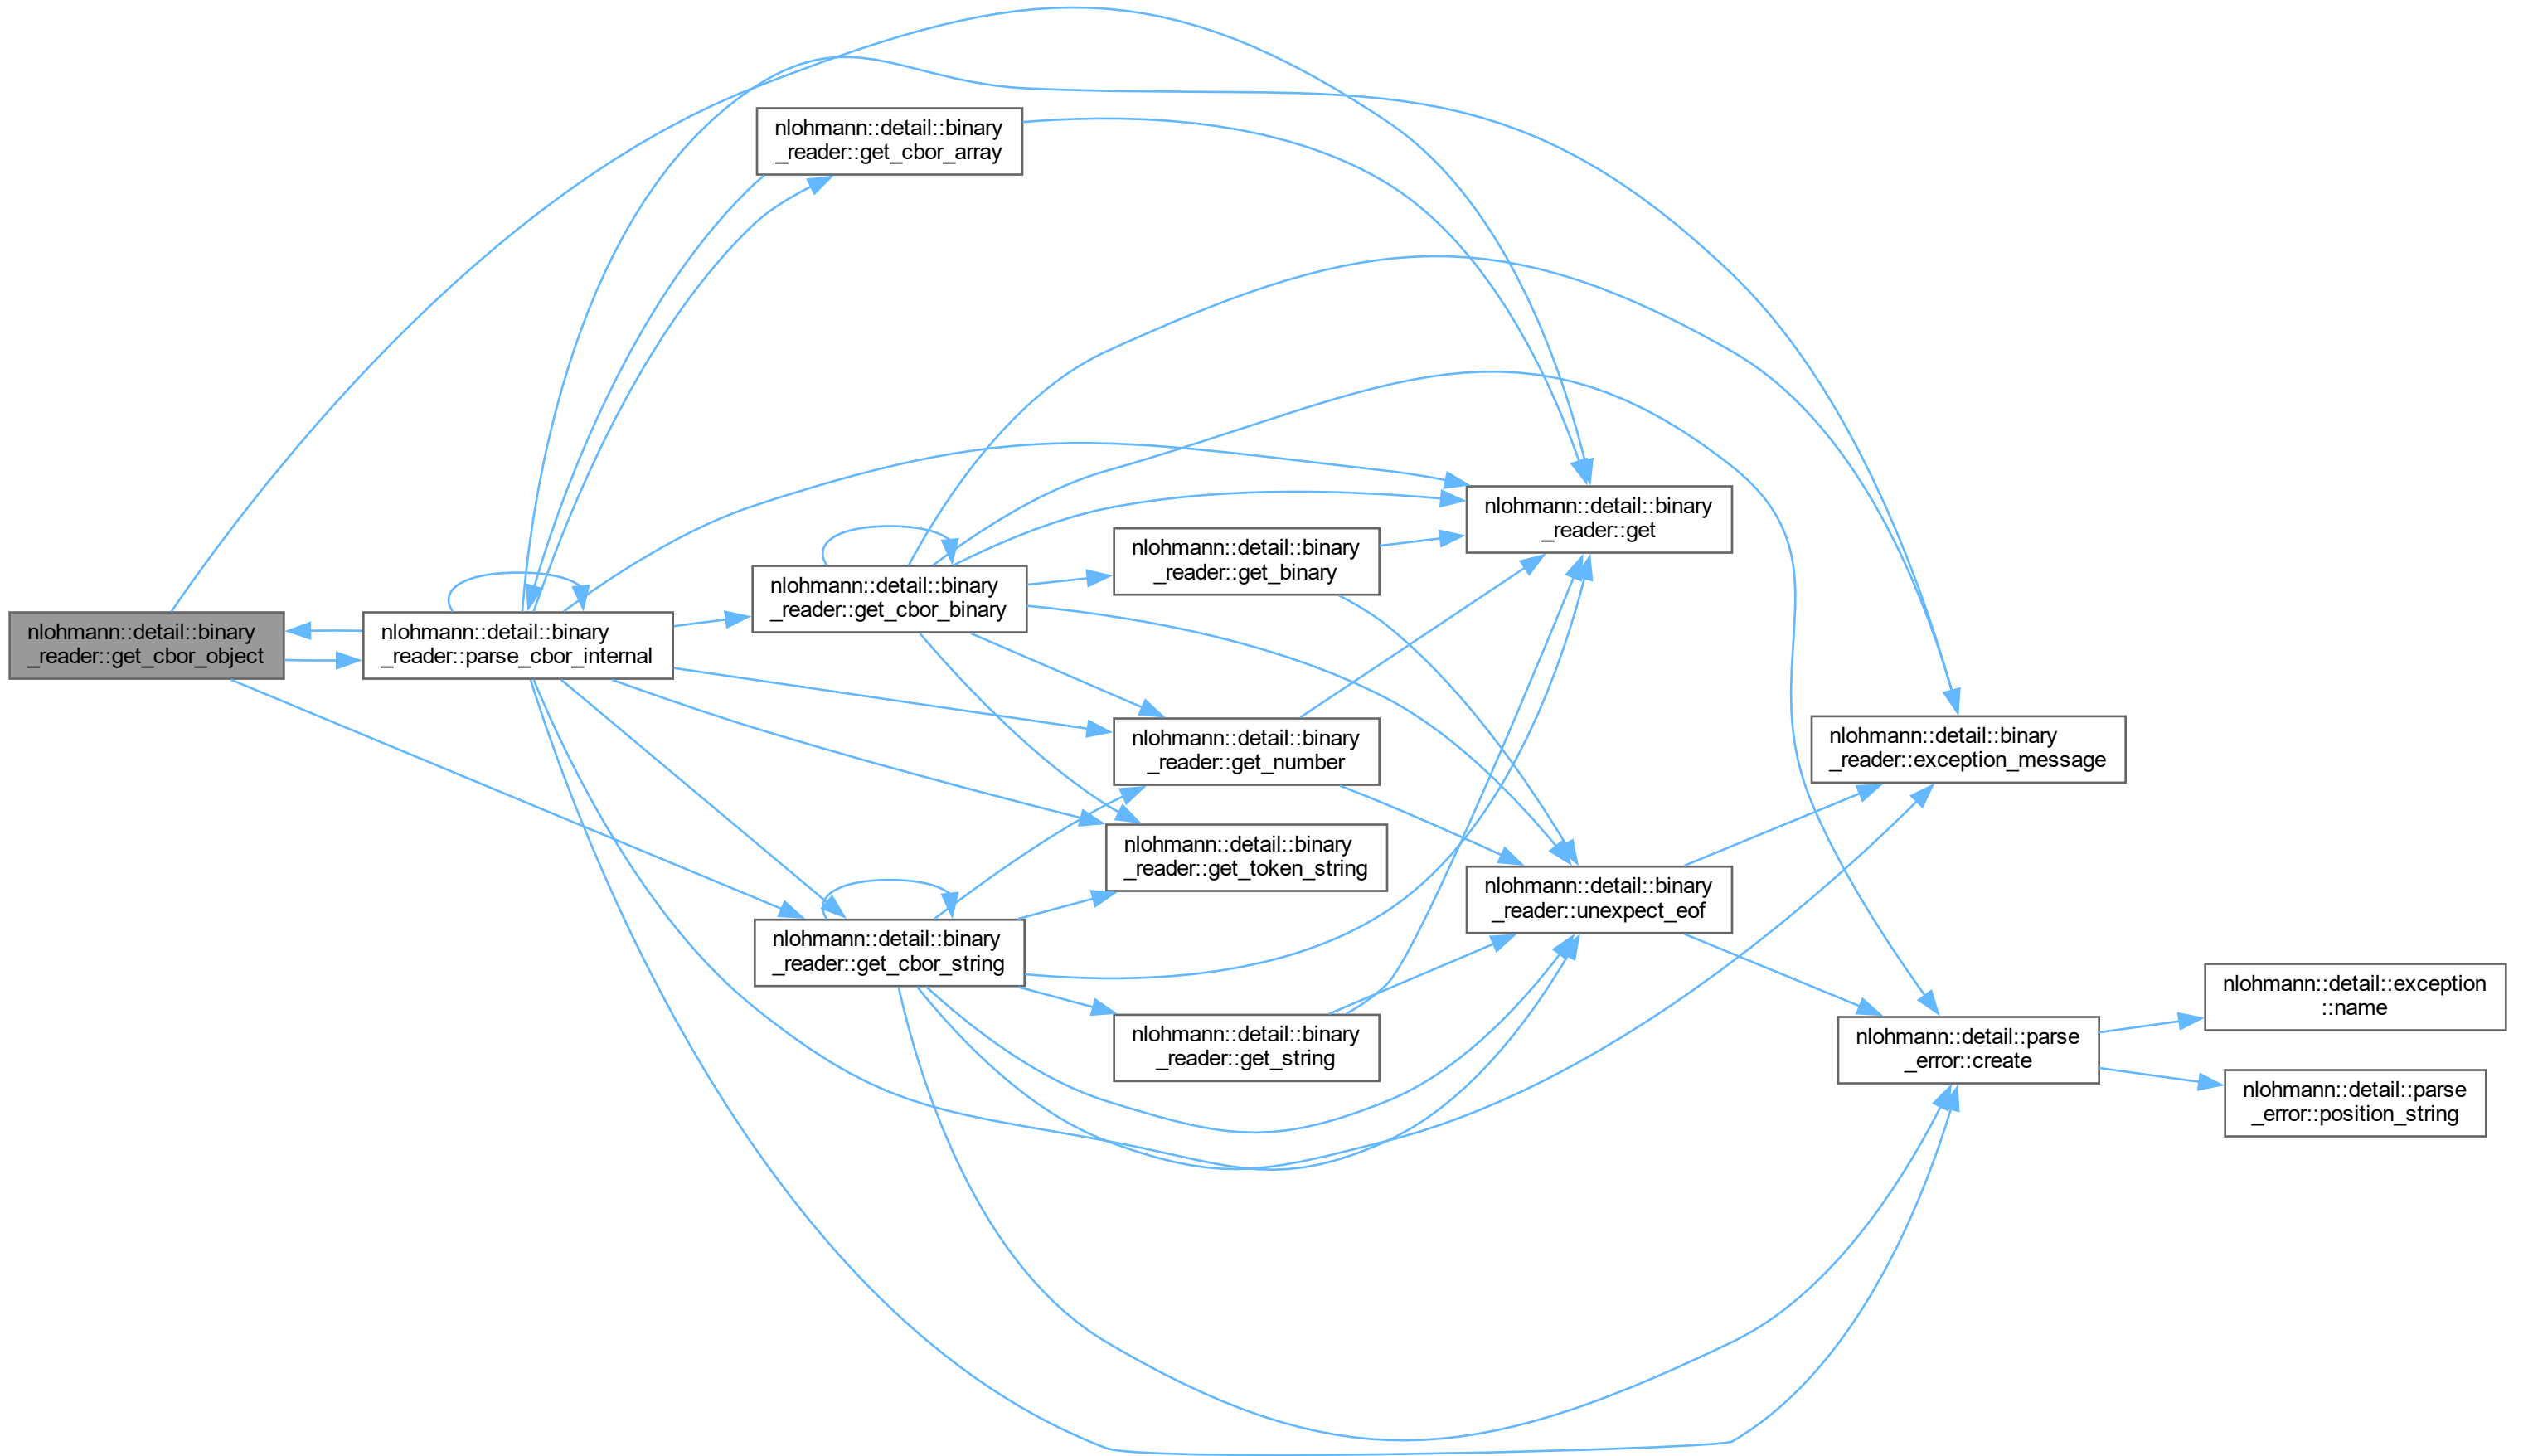 nlohmann::detail::binary
_reader::get_cbor_object
nlohmann::detail::binary
_reader::parse_cbor_internal
nlohmann::detail::binary
_reader::get_cbor_array
nlohmann::detail::binary
_reader::get_cbor_binary
nlohmann::detail::binary
_reader::get_cbor_string
nlohmann::detail::binary
_reader::get_binary
nlohmann::detail::binary
_reader::get_number
nlohmann::detail::binary
_reader::get_token_string
nlohmann::detail::binary
_reader::get_string
nlohmann::detail::binary
_reader::get
nlohmann::detail::binary
_reader::unexpect_eof
nlohmann::detail::binary
_reader::exception_message
nlohmann::detail::parse
_error::create
nlohmann::detail::exception
::name
nlohmann::detail::parse
_error::position_string